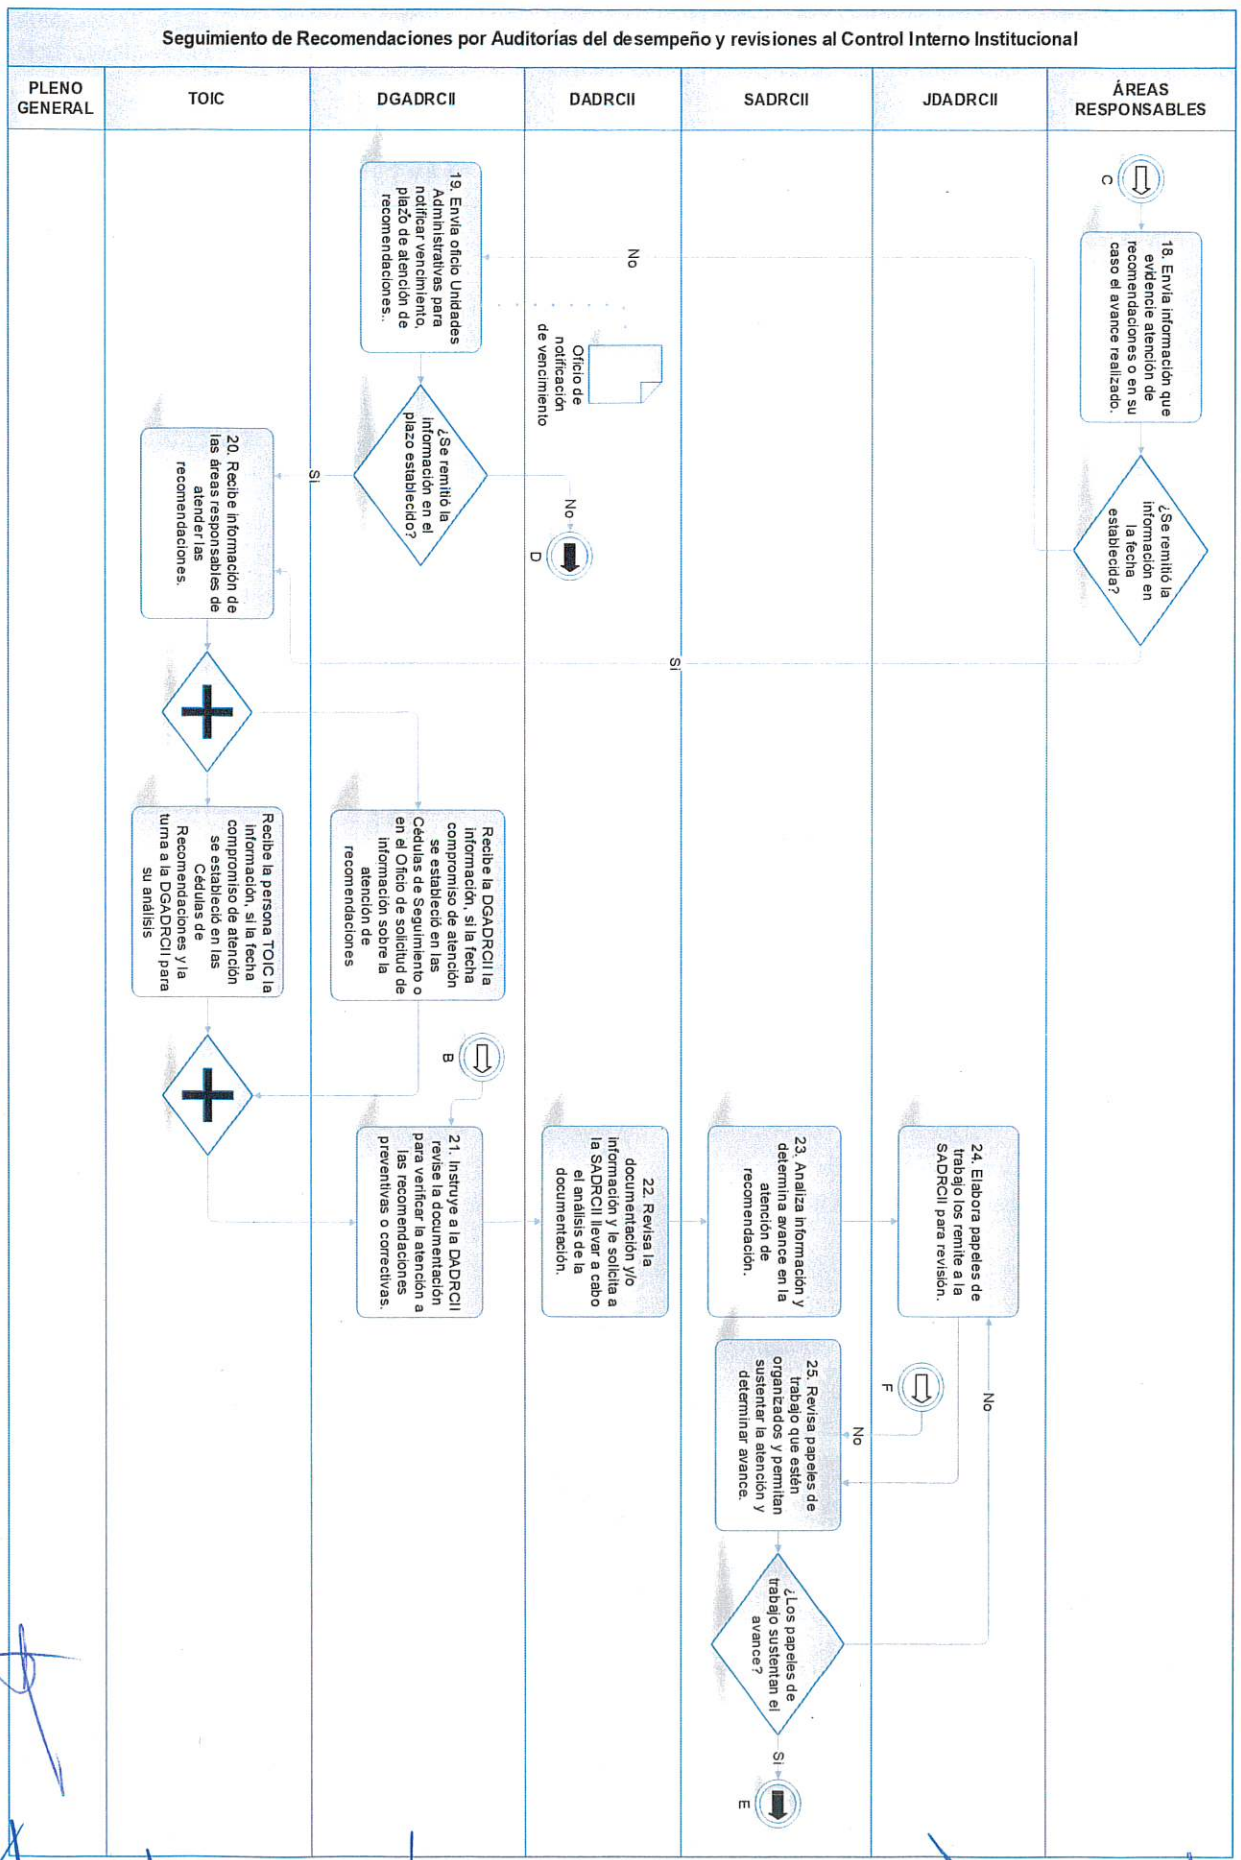 Seguimiento de Recomendaciones por Auditorías del desempeño y revisiones al Control Interno Institucional
PLENO
GENERAL
TOIC
DGADRCII
DADRCII
SADRCII
JDADRCII
ÁREAS
RESPONSABLES
C
18. Envía información que
evidencie atención de
recomendaciones o en su
caso el avance realizado.
¿Se remitió la
información en
la fecha
establecida?
No
Si
19. Envía oficio Unidades
Administrativas para
notificar vencimiento,
plazo de atención de
recomendaciones..
Oficio de
notificación
de vencimiento
¿Se remitió la
información en el
plazo establecido?
No
D
Si
20. Recibe información de
las áreas responsables de
atender las
recomendaciones.
Recibe la DGADRCII la
información, si la fecha
compromiso de atención
se estableció en las
Cédulas de Seguimiento o
en el Oficio de solicitud de
información sobre la
atención de
recomendaciones
Recibe la persona TOIC la
información, si la fecha
compromiso de atención
se estableció en las
Cédulas de
Recomendaciones y la
turna a la DGADRCII para
su análisis
B
21. Instruye a la DADRCII
revise la documentación
para verificar la atención a
las recomendaciones
preventivas o correctivas.
22. Revisa la
documentación y/o
información y le solicita a
la SADRCII llevar a cabo
el análisis de la
documentación.
23. Analiza información y
determina avance en la
atención de
recomendación.
24. Elabora papeles de
trabajo los remite a la
SADRCII para revisión.
F
No
No
25. Revisa papeles de
trabajo que estén
organizados y permitan
sustentar la atención y
determinar avance.
¿Los papeles de
trabajo sustentan el
avance?
Si
E